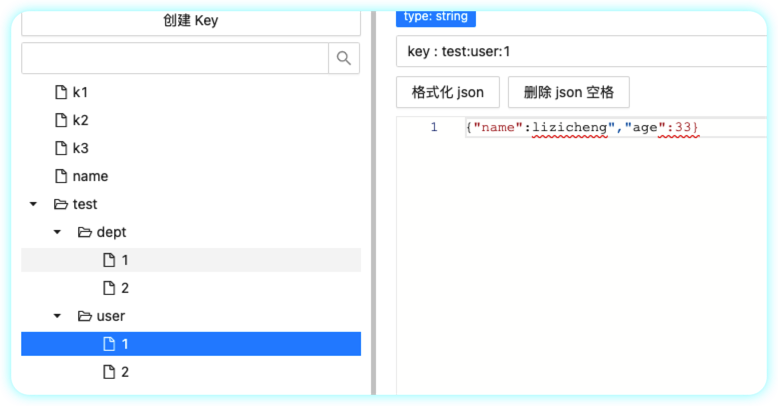 创建 Key
k1
k2
k3
name
test
dept
1
2
user
1
2
type: string
key : test:user:1
格式化 json
删除 json 空格
1
{"name":lizicheng","age":33}